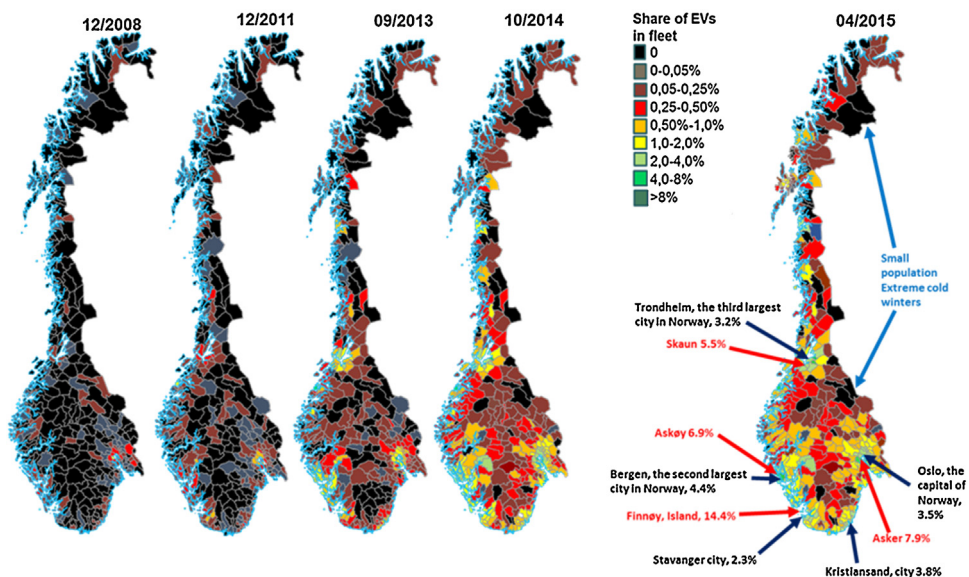 12/2008
12/2011
09/2013
10/2014
Share of EVs
in fleet
0
0-0,05%
0,05-0,25%
0,25-0,50%
0,50%-1,0%
1,0-2,0%
2,0-4,0%
4,0-8%
>8%
04/2015
Small
population
Extreme cold
winters
Trondheim, the third largest
city in Norway, 3.2%
Skaun 5.5%
Askøy 6.9%
Bergen, the second largest
city in Norway, 4.4%
Finnøy, Island, 14.4%
Stavanger city, 2.3%
Oslo, the
capital of
Norway,
3.5%
Asker 7.9%
Kristiansand, city 3.8%